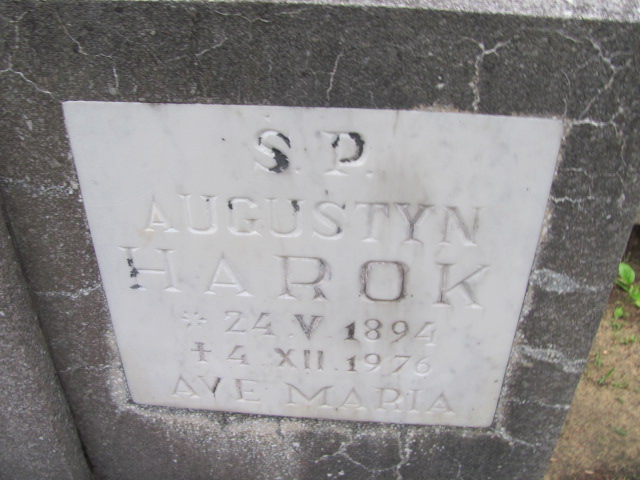 S. P.
AUGUSTYN
HAROK
* 24 V 1894
✝ 4 XII 1976
AVE MARIA